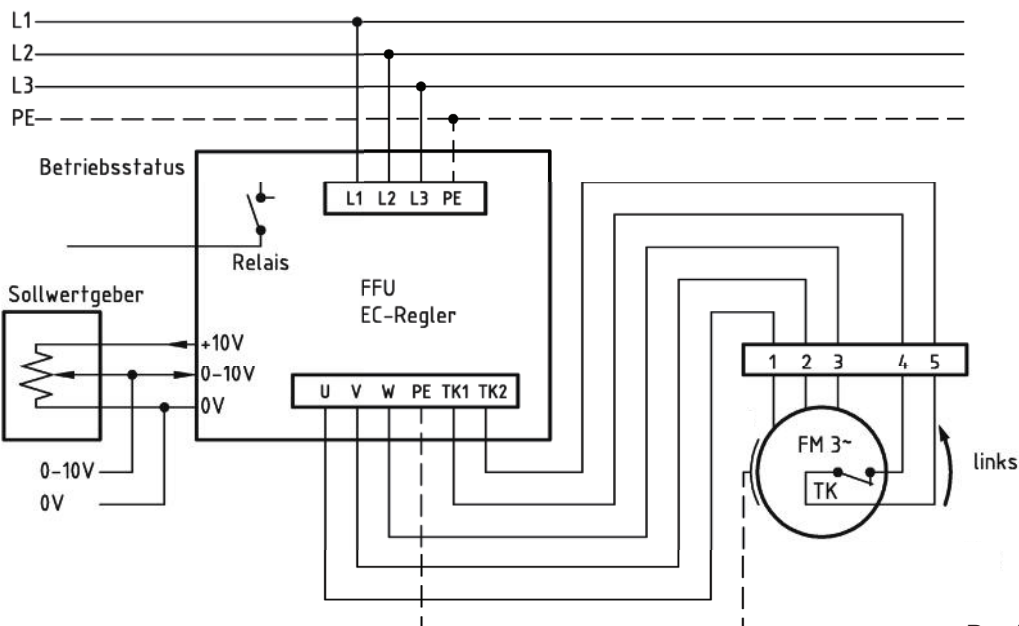 L1
L2
L3
PE
Betriebsstatus
L1 L2 L3 PE
Relais
Sollwertgeber
FFU
EC-Regler
+10V
0-10V
0V
U V W PE TK1 TK2
1 2 3 4 5
FM 3~
TK
links
0-10V
0V